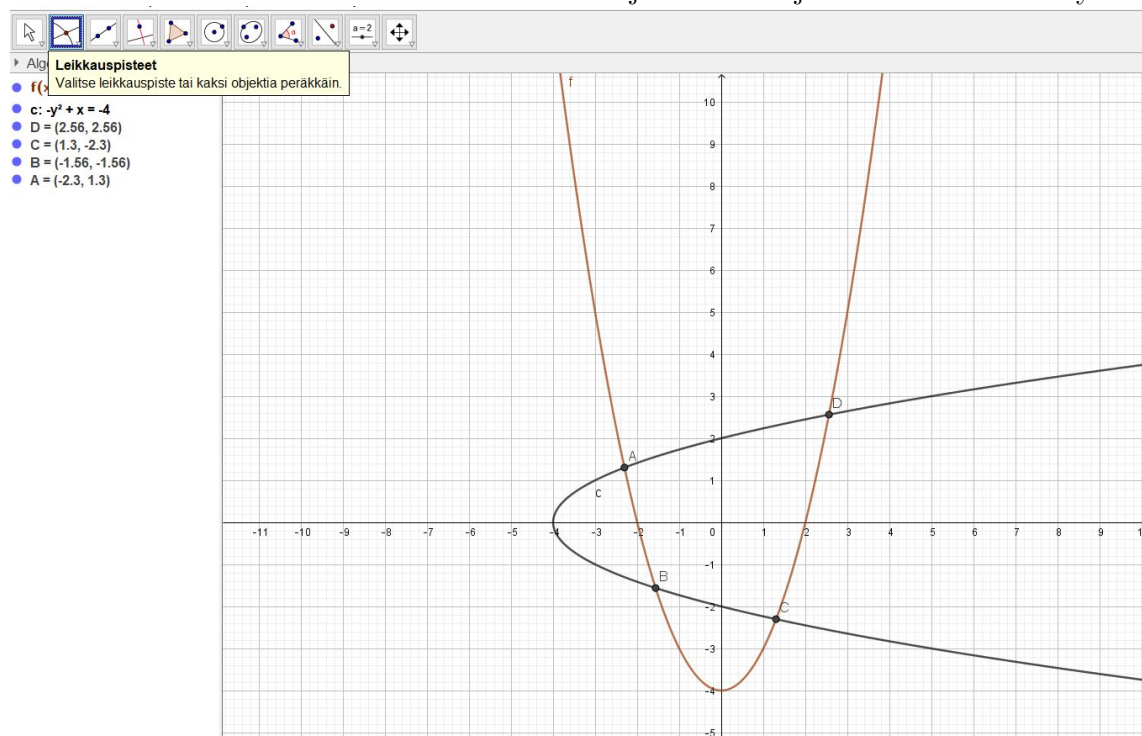 a=2
Alg
Leikkauspisteet
Valitse leikkauspiste tai kaksi objektia peräkkäin.
f(x
c: -y² + x = -4
D = (2.56, 2.56)
C = (1.3, -2.3)
B = (-1.56, -1.56)
A = (-2.3, 1.3)
f
10
9
8
7
6
5
4
3
D
2
A
1
c
-11 -10 -9 -8 -7 -6 -5 -4 -3 -2 -1 0 1 2 3 4 5 6 7 8 9 1
-1
B
-2
C
-3
-4
-5